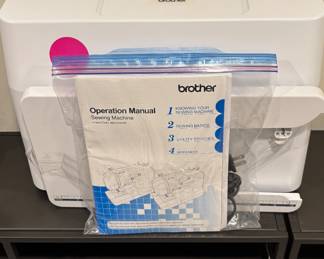 brother
brother
Operation Manual
Sewing Machine
1 KNOWING YOUR
SEWING MACHINE
2 SEWING BASICS
3 UTILITY STITCHES
4 APPENDIX